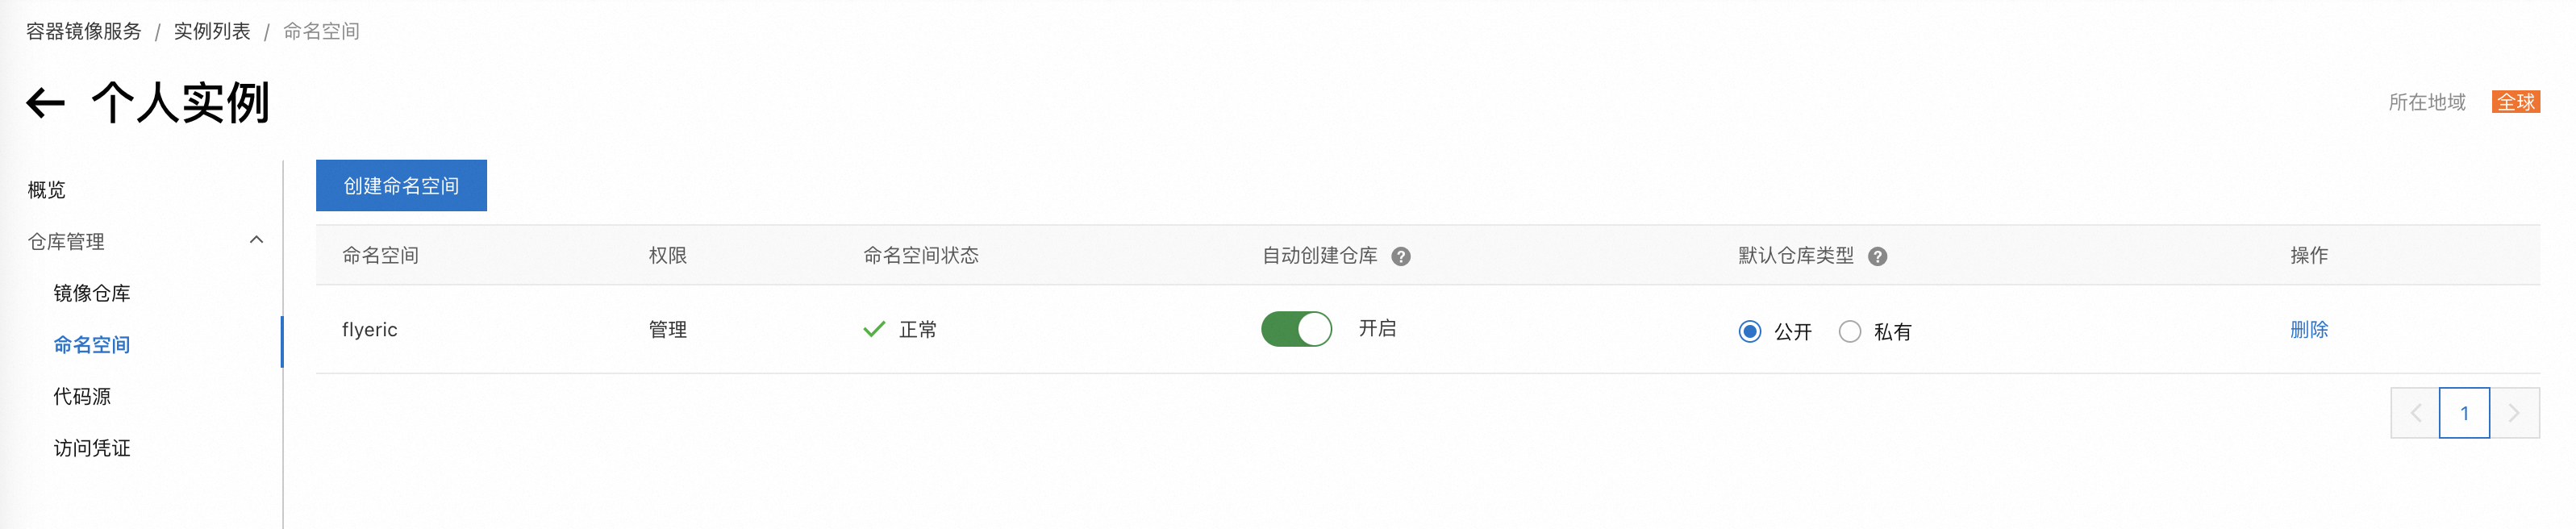 容器镜像服务 / 实例列表 / 命名空间
个人实例
所在地域 全球
概览
仓库管理
镜像仓库
命名空间
代码源
访问凭证
创建命名空间
命名空间 权限 命名空间状态 自动创建仓库 ? 默认仓库类型 ? 操作
flyeric 管理 正常 开启 公开 私有 删除
1